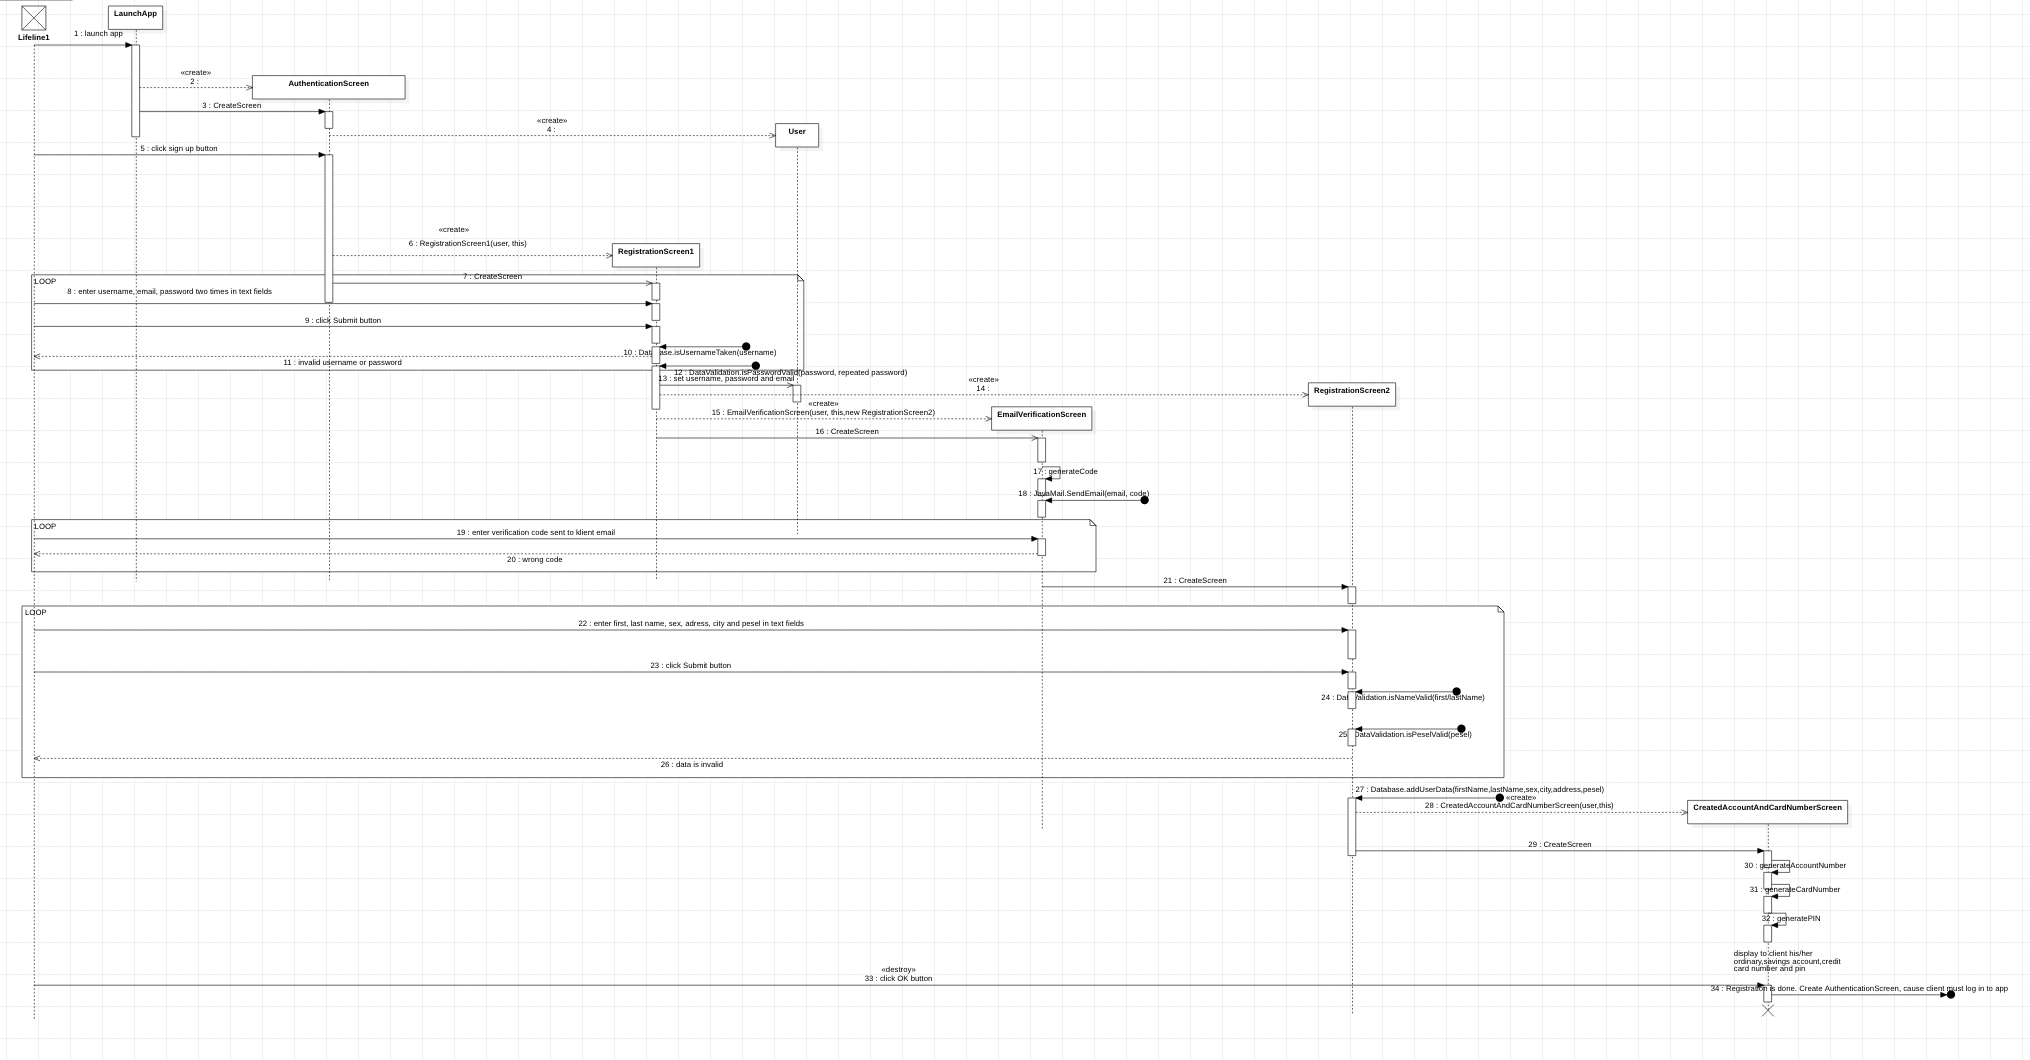 LaunchApp
Lifeline1
1 : launch app
«create»
2 :
AuthenticationScreen
3 : CreateScreen
«create»
4 :
User
5 : click sign up button
«create»
6 : RegistrationScreen1(user, this)
RegistrationScreen1
LOOP
7 : CreateScreen
8 : enter username, email, password two times in text fields
9 : click Submit button
10 : Database.isUsernameTaken(username)
11 : invalid username or password
12 : DataValidation.isPasswordValid(password, repeated password)
13 : set username, password and email
«create»
14 :
RegistrationScreen2
«create»
15 : EmailVerificationScreen(user, this,new RegistrationScreen2)
EmailVerificationScreen
16 : CreateScreen
17 : generateCode
18 : JavaMail.SendEmail(email, code)
LOOP
19 : enter verification code sent to klient email
20 : wrong code
21 : CreateScreen
LOOP
22 : enter first, last name, sex, adress, city and pesel in text fields
23 : click Submit button
24 : DataValidation.isNameValid(first/lastName)
25 : DataValidation.isPeselValid(pesel)
26 : data is invalid
27 : Database.addUserData(firstName,lastName,sex,city,address,pesel)
«create»
28 : CreatedAccountAndCardNumberScreen(user,this)
CreatedAccountAndCardNumberScreen
29 : CreateScreen
30 : generateAccountNumber
31 : generateCardNumber
32 : generatePIN
display to client his/her
ordinary,savings account,credit
card number and pin
«destroy»
33 : click OK button
34 : Registration is done. Create AuthenticationScreen, cause client must log in to app